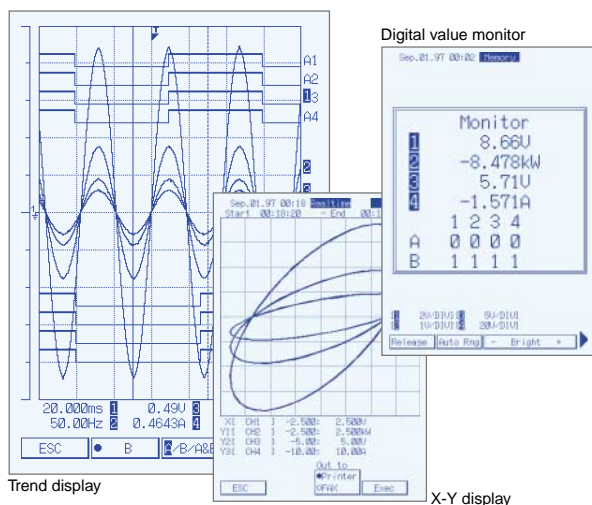 T
A1
A2
1 3
A4
2
1
20.000ms 1 0.49V 3
50.00Hz 2 0.4643A 4
ESC ● B A/B/A&B
Trend display
Sep.01.97 00:18 Realtime
Start 00:18:20 - End 00:1
X[ CH1 ] -2.500: 2.500V
Y1[ CH2 ] -2.500: 2.500kW
Y2[ CH3 ] -5.00: 5.00V
Y3[ CH4 ] -10.00: 10.00A
Out to
●Printer
○FAX
ESC Exec
X-Y display
Digital value monitor
Sep.01.97 00:02 Memory
Monitor
1 8.66V
2 -8.478kW
3 5.71V
4 -1.571A
1 2 3 4
A 0 0 0 0
B 1 1 1 1
2V/DIV] 5V/DIV]
1V/DIV] 20V/DIV]
Release Auto Rng - Bright +